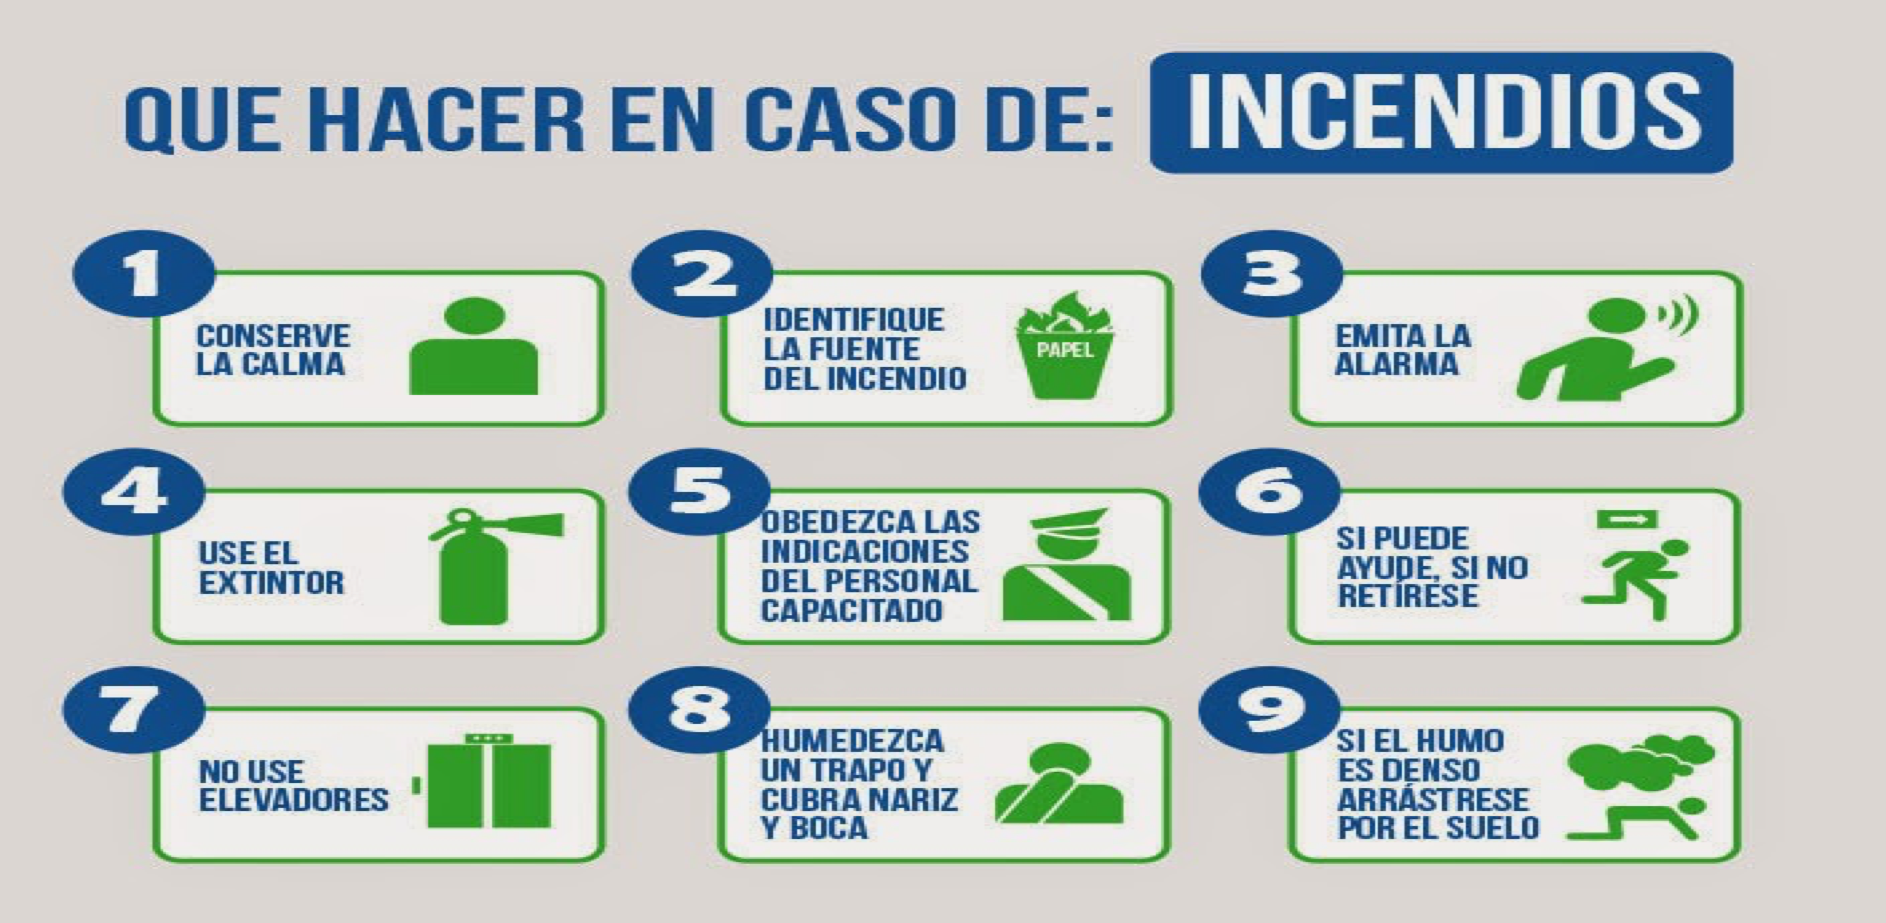 QUE HACER EN CASO DE: INCENDIOS
1
CONSERVE
LA CALMA
2
IDENTIFIQUE
LA FUENTE
DEL INCENDIO
PAPEL
3
EMITA LA
ALARMA
4
USE EL
EXTINTOR
5
OBEDEZCA LAS
INDICACIONES
DEL PERSONAL
CAPACITADO
6
SI PUEDE
AYUDE, SI NO
RETÍRESE
7
NO USE
ELEVADORES
8
HUMEDEZCA
UN TRAPO Y
CUBRA NARIZ
Y BOCA
9
SI EL HUMO
ES DENSO
ARRÁSTRESE
POR EL SUELO